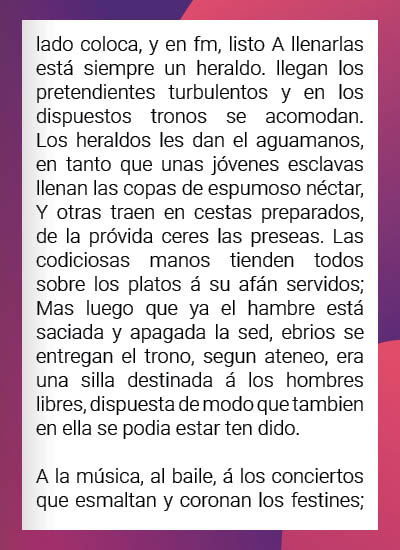 lado coloca, y en fm, listo A llenarlas
está siempre un heraldo. llegan los
pretendientes turbulentos y en los
dispuestos tronos se acomodan.
Los heraldos les dan el aguamanos,
en tanto que unas jóvenes esclavas
llenan las copas de espumoso néctar,
Y otras traen en cestas preparados,
de la próvida ceres las preseas. Las
codiciosas manos tienden todos
sobre los platos á su afán servidos;
Mas luego que ya el hambre está
saciada y apagada la sed, ebrios se
entregan el trono, segun ateneo, era
una silla destinada á los hombres
libres, dispuesta de modo que tambien
en ella se podia estar ten dido.

A la música, al baile, á los conciertos
que esmaltan y coronan los festines;